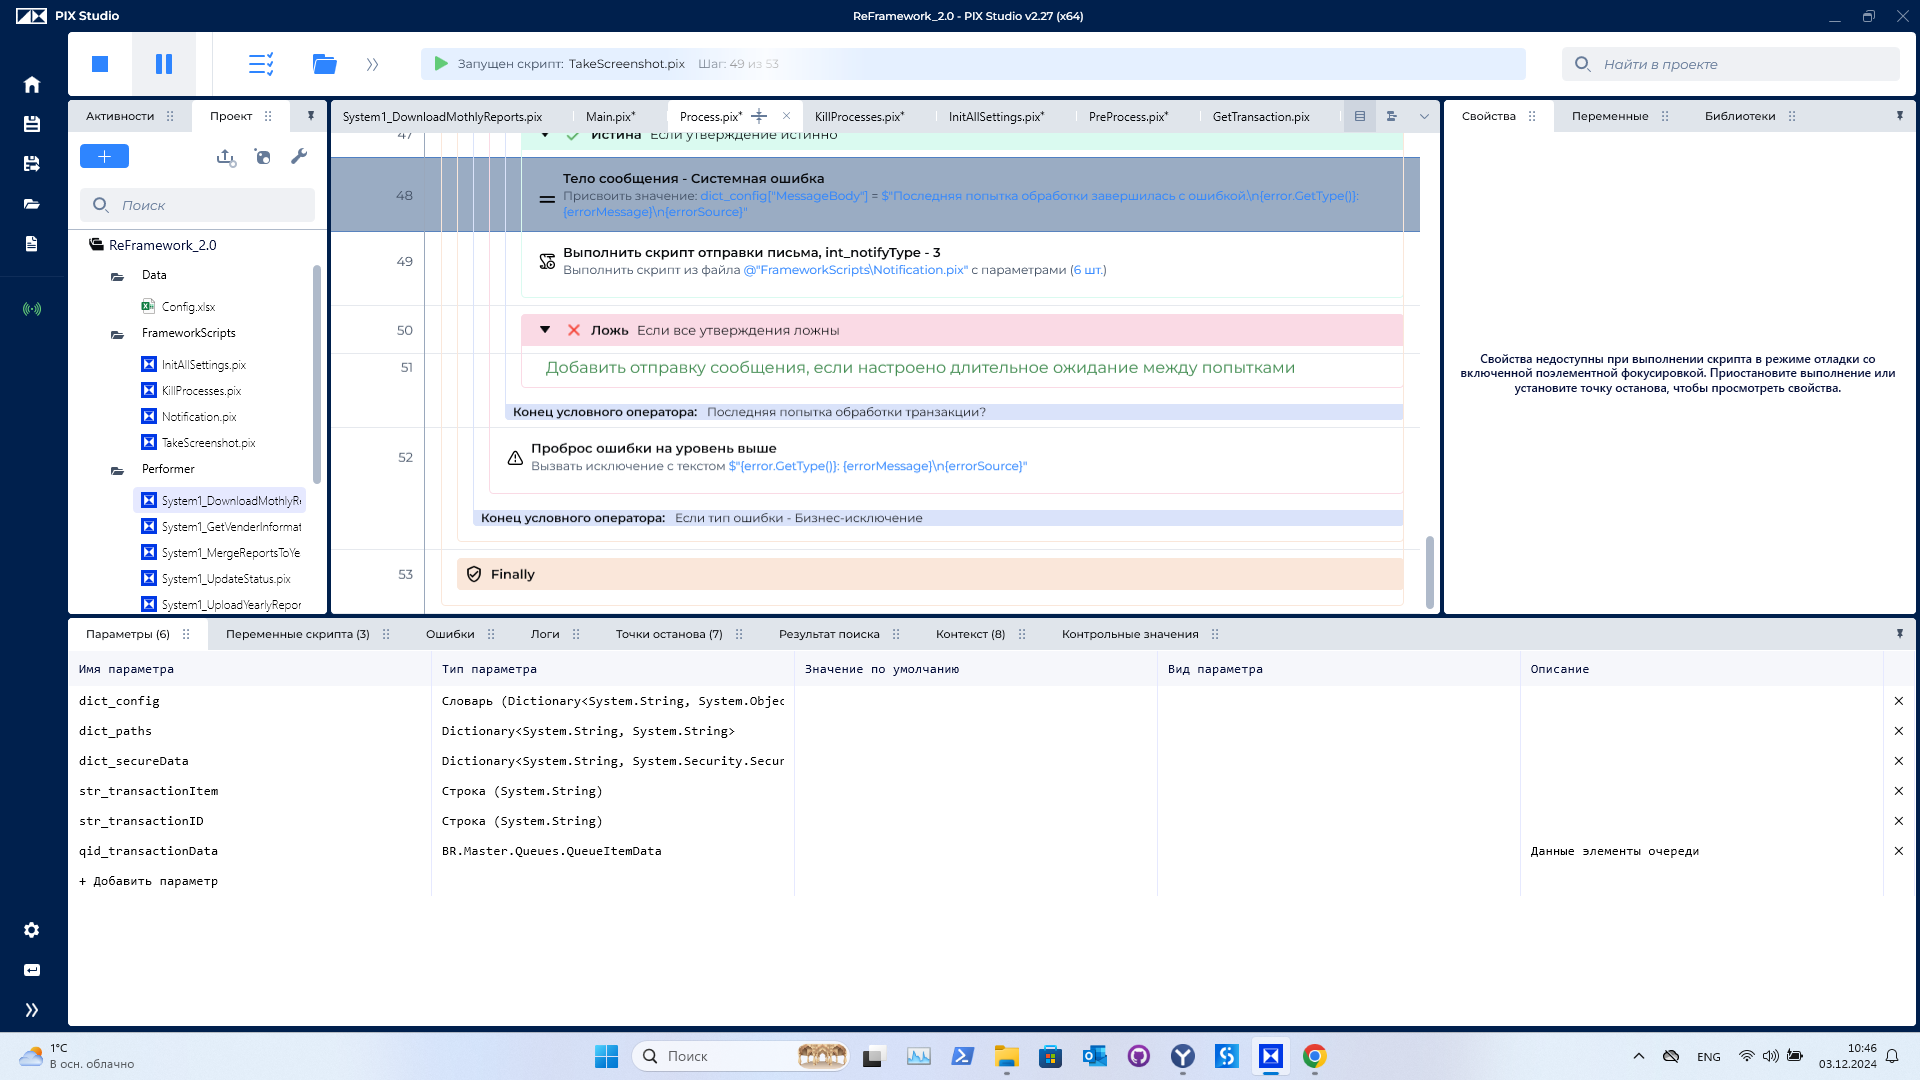 PIX Studio
ReFramework_2.0 - PIX Studio v2.27 (x64)
Запущен скрипт: TakeScreenshot.pix Шаг: 49 из 53
Найти в проекте
Активности
Проект
System1_DownloadMothlyReports.pix
Main.pix*
Process.pix*
KillProcesses.pix*
InitAllSettings.pix*
PreProcess.pix*
GetTransaction.pix
Свойства
Переменные
Библиотеки
Поиск
ReFramework_2.0
Data
Config.xlsx
FrameworkScripts
InitAllSettings.pix
KillProcesses.pix
Notification.pix
TakeScreenshot.pix
Performer
System1_DownloadMothlyR
System1_GetVenderInformat
System1_MergeReportsToYe
System1_UpdateStatus.pix
System1_UploadYearlyRepor
47 Истина Если утверждение истинно
48 Тело сообщения - Системная ошибка
Присвоить значение: dict_config["MessageBody"] = $"Последняя попытка обработки завершилась с ошибкой.\n{error.GetType()}:
{errorMessage}\n{errorSource}"
49 Выполнить скрипт отправки письма, int_notifyType - 3
Выполнить скрипт из файла @"FrameworkScripts\Notification.pix" с параметрами (6 шт.)
50 Ложь Если все утверждения ложны
51 Добавить отправку сообщения, если настроено длительное ожидание между попытками
Конец условного оператора: Последняя попытка обработки транзакции?
52 Проброс ошибки на уровень выше
Вызвать исключение с текстом $"{error.GetType()}: {errorMessage}\n{errorSource}"
Конец условного оператора: Если тип ошибки - Бизнес-исключение
53 Finally
Свойства недоступны при выполнении скрипта в режиме отладки со
включенной поэлементной фокусировкой. Приостановите выполнение или
установите точку останова, чтобы просмотреть свойства.
Параметры (6)
Переменные скрипта (3)
Ошибки
Логи
Точки останова (7)
Результат поиска
Контекст (8)
Контрольные значения
Имя параметра Тип параметра Значение по умолчанию Вид параметра Описание
dict_config Словарь (Dictionary<System.String, System.Objec
dict_paths Dictionary<System.String, System.String>
dict_secureData Dictionary<System.String, System.Security.Secur
str_transactionItem Строка (System.String)
str_transactionID Строка (System.String)
qid_transactionData BR.Master.Queues.QueueItemData Данные элементы очереди
+ Добавить параметр
1°C
В осн. облачно
Поиск
ENG
10:46
03.12.2024